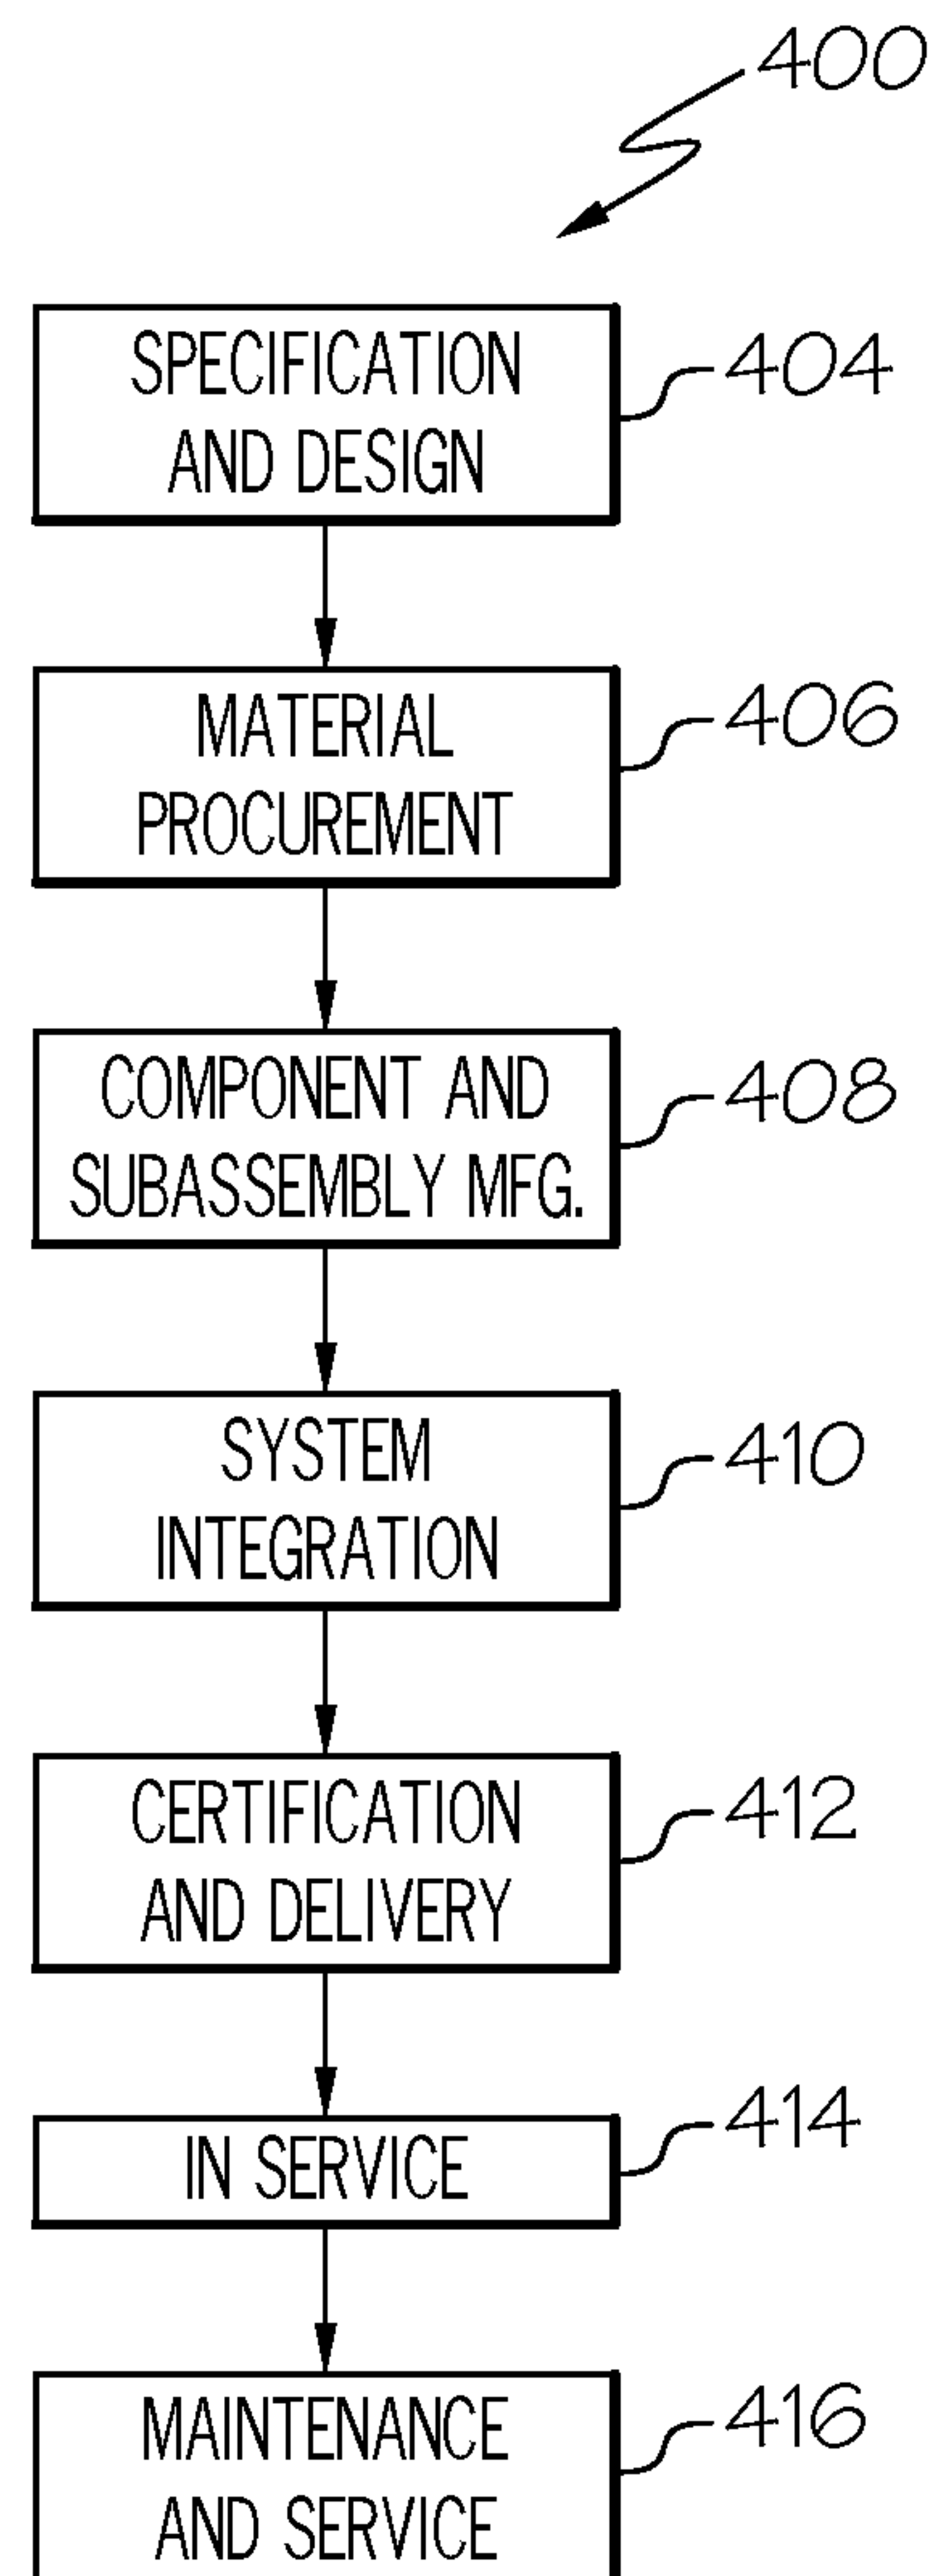 400
SPECIFICATION
AND DESIGN
404
MATERIAL
PROCUREMENT
406
COMPONENT AND
SUBASSEMBLY MFG.
408
SYSTEM
INTEGRATION
410
CERTIFICATION
AND DELIVERY
412
IN SERVICE
414
MAINTENANCE
AND SERVICE
416